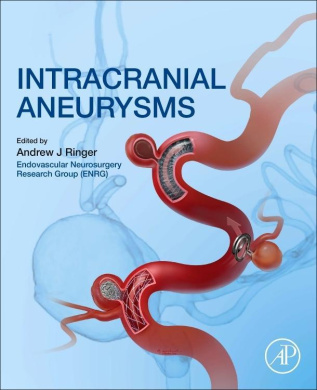 INTRACRANIAL
ANEURYSMS
Edited by
Andrew J Ringer
Endovascular Neurosurgery
Research Group (ENRG)
AP